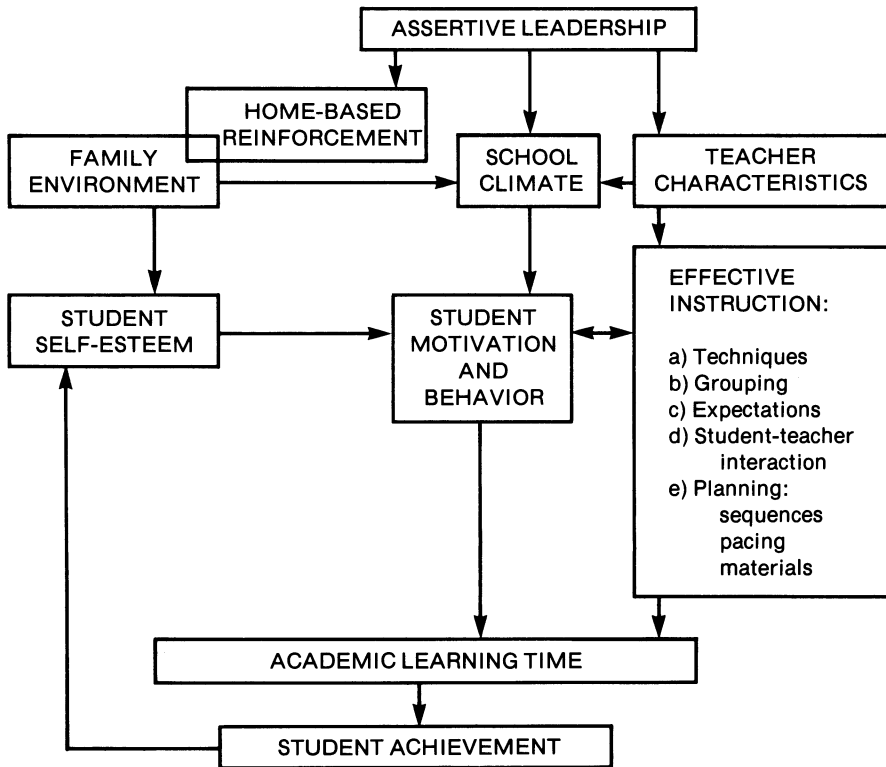 ASSERTIVE LEADERSHIP
HOME-BASED
REINFORCEMENT
FAMILY
ENVIRONMENT
SCHOOL
CLIMATE
TEACHER
CHARACTERISTICS
STUDENT
SELF-ESTEEM
STUDENT
MOTIVATION
AND
BEHAVIOR
EFFECTIVE
INSTRUCTION:
a) Techniques
b) Grouping
c) Expectations
d) Student-teacher
interaction
e) Planning:
sequences
pacing
materials
ACADEMIC LEARNING TIME
STUDENT ACHIEVEMENT